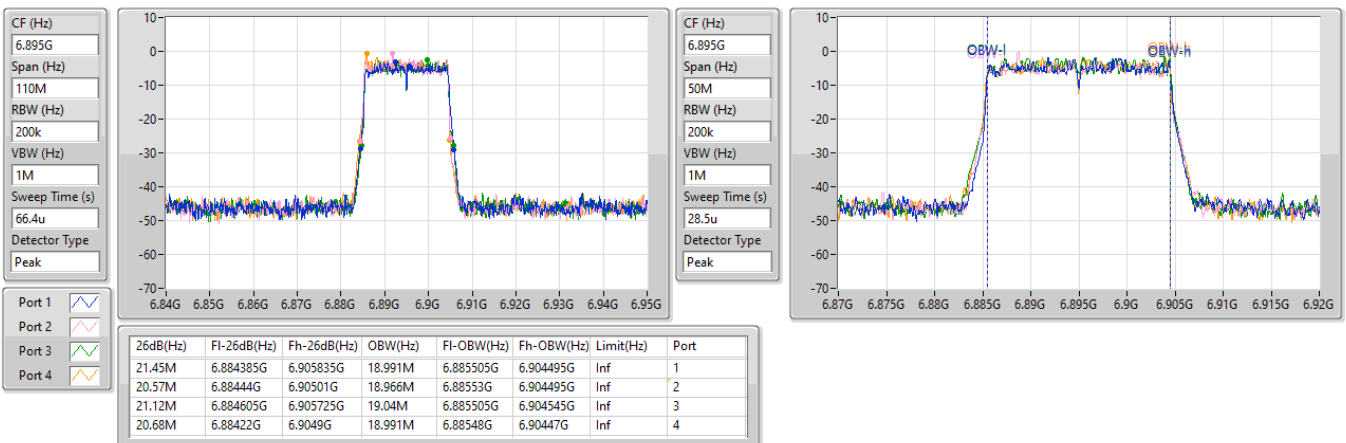 CF (Hz)
6.895G
Span (Hz)
110M
RBW (Hz)
200k
VBW (Hz)
1M
Sweep Time (s)
66.4u
Detector Type
Peak
10
0
-10
-20
-30
-40
-50
-60
-70
6.84G 6.85G 6.86G 6.87G 6.88G 6.89G 6.9G 6.91G 6.92G 6.93G 6.94G 6.95G
CF (Hz)
6.895G
Span (Hz)
50M
RBW (Hz)
200k
VBW (Hz)
1M
Sweep Time (s)
28.5u
Detector Type
Peak
10
0
-10
-20
-30
-40
-50
-60
-70
OBW-l OBW-h
6.87G 6.875G 6.88G 6.885G 6.89G 6.895G 6.9G 6.905G 6.91G 6.915G 6.92G
Port 1
Port 2
Port 3
Port 4
26dB(Hz) Fl-26dB(Hz) Fh-26dB(Hz) OBW(Hz) Fl-OBW(Hz) Fh-OBW(Hz) Limit(Hz) Port
21.45M 6.884385G 6.905835G 18.991M 6.885505G 6.904495G Inf 1
20.57M 6.88444G 6.90501G 18.966M 6.88553G 6.904495G Inf 2
21.12M 6.884605G 6.905725G 19.04M 6.885505G 6.904545G Inf 3
20.68M 6.88422G 6.9049G 18.991M 6.88548G 6.90447G Inf 4